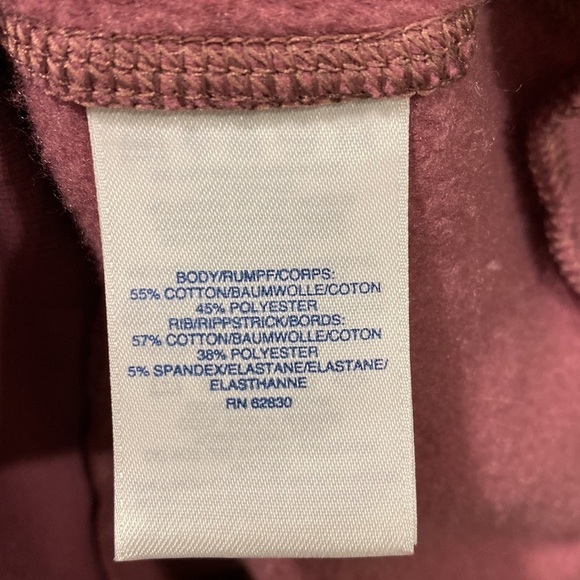 BODY/RUMPF/CORPS:
55% COTTON/BAUMWOLLE/COTON
45% POLYESTER
RIB/RIPPSTRICK/BORDS:
57% COTTON/BAUMWOLLE/COTON
38% POLYESTER
5% SPANDEX/ELASTANE/ELASTANE/
ELASTHANNE
RN 62830